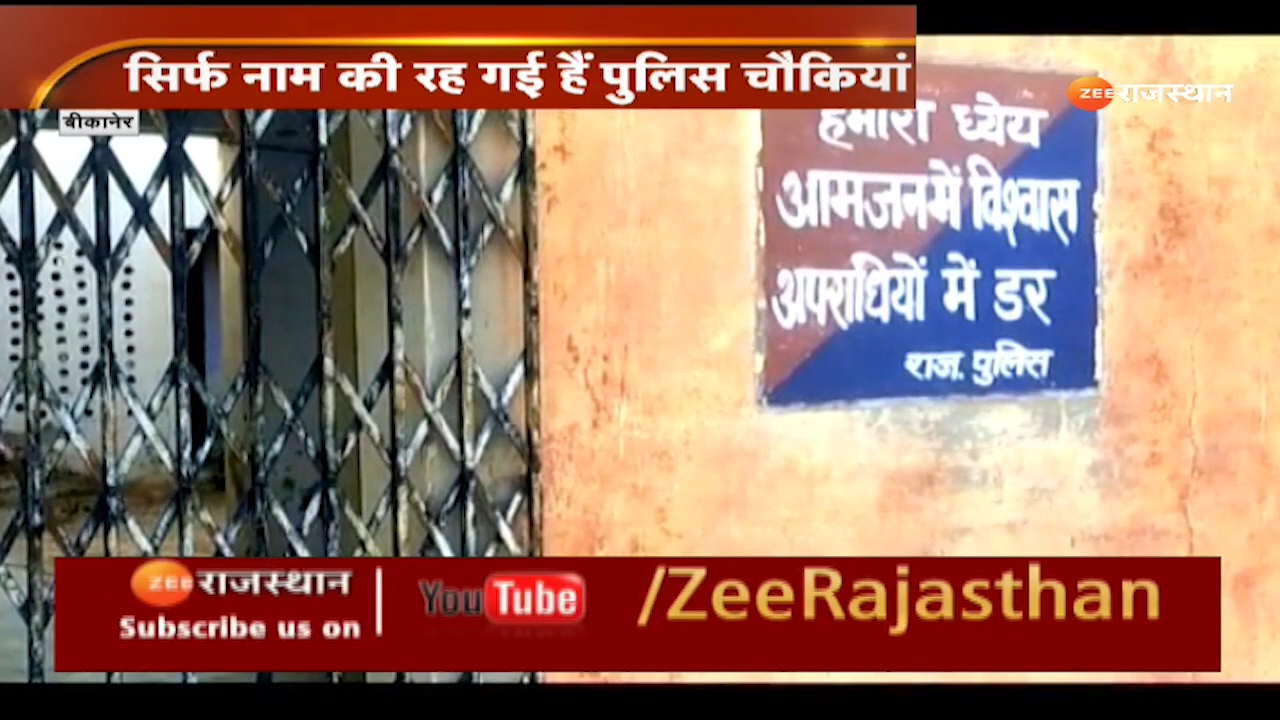 सिर्फ नाम की रह गई हैं पुलिस चौकियां
ZEE राजस्थान
बीकानेर
हमारा ध्येय
आमजन में विश्वास
अपराधियों में डर
राज. पुलिस
ZEE राजस्थान
Subscribe us on
YouTube
/ZeeRajasthan